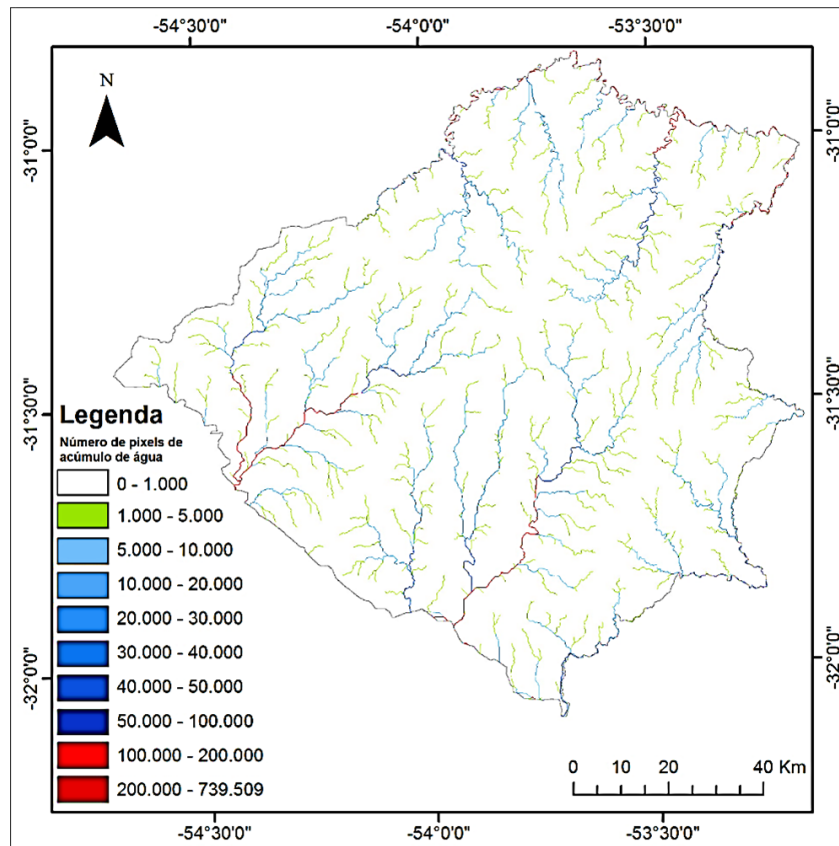 -54°30'0" -54°0'0" -53°30'0"
N
-31°0'0" -31°0'0"
-31°30'0" -31°30'0"
Legenda
Número de pixels de
acúmulo de água
0 - 1.000
1.000 - 5.000
5.000 - 10.000
10.000 - 20.000
20.000 - 30.000
30.000 - 40.000
40.000 - 50.000
50.000 - 100.000
100.000 - 200.000
200.000 - 739.509
-32°0'0" -32°0'0"
0 10 20 40 Km
-54°30'0" -54°0'0" -53°30'0"